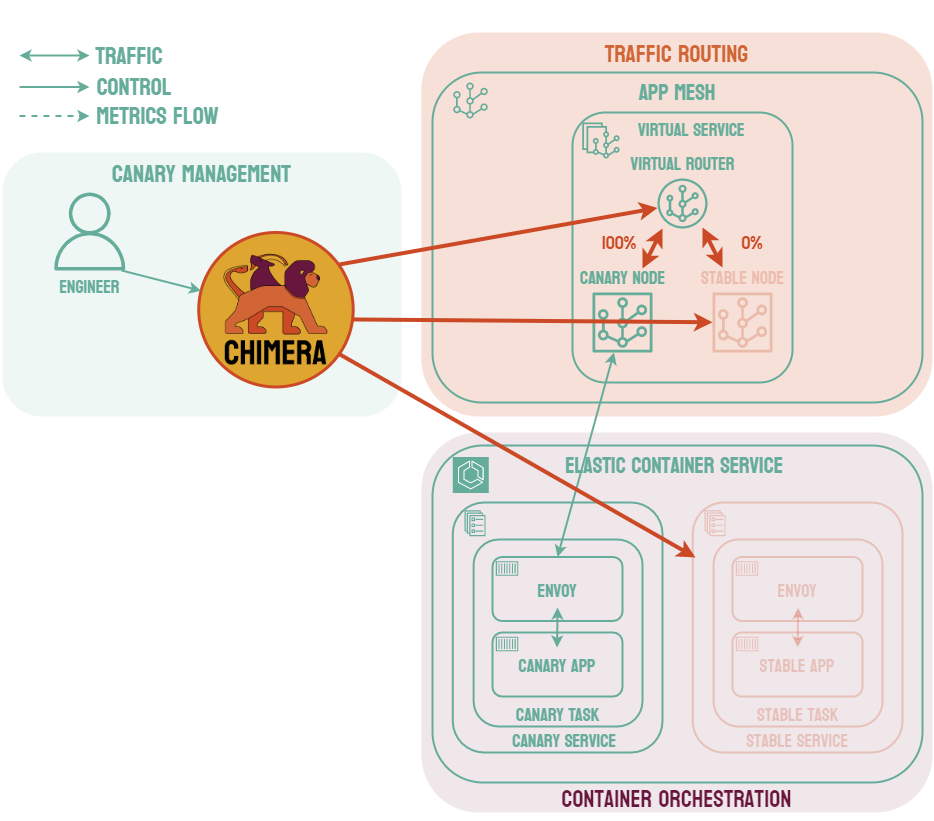 TRAFFIC
CONTROL
METRICS FLOW
CANARY MANAGEMENT
ENGINEER
CHIMERA
TRAFFIC ROUTING
APP MESH
VIRTUAL SERVICE
VIRTUAL ROUTER
100%
0%
CANARY NODE
STABLE NODE
ELASTIC CONTAINER SERVICE
ENVOY
CANARY APP
CANARY TASK
CANARY SERVICE
ENVOY
STABLE APP
STABLE TASK
STABLE SERVICE
CONTAINER ORCHESTRATION